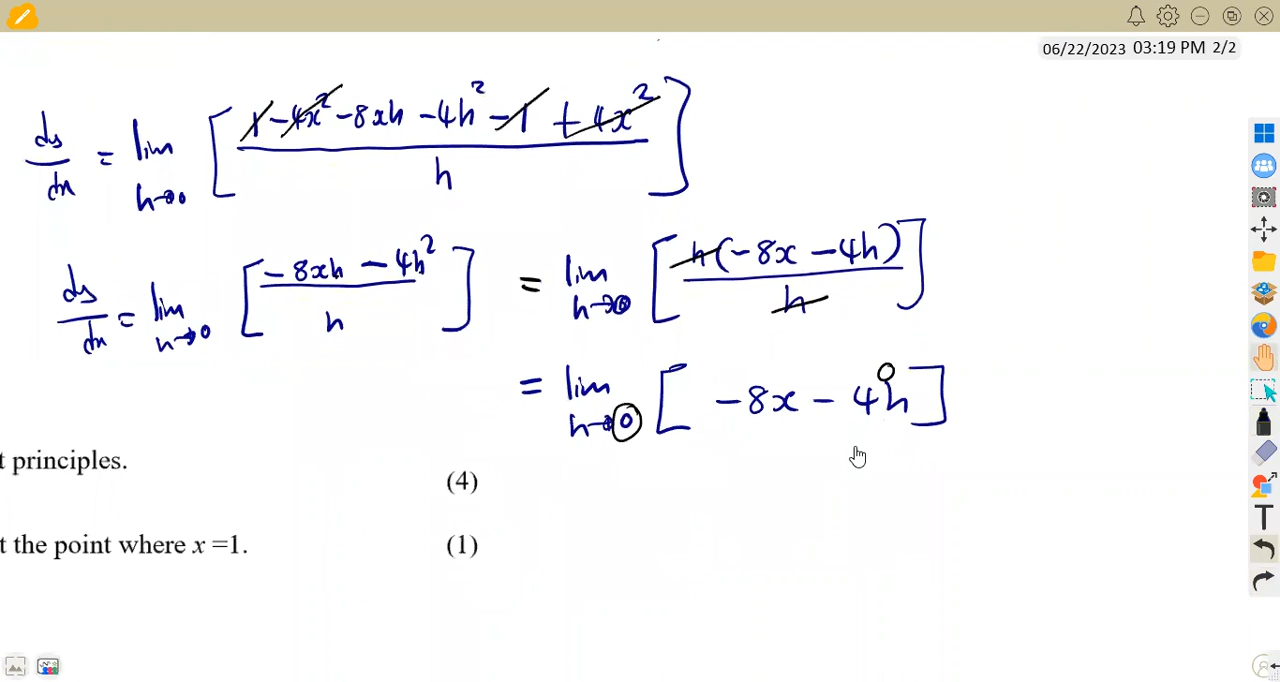 06/22/2023 03:19 PM 2/2
dy/dx = lim h→0 [ (1 - 4x² - 8xh - 4h² - 1 + 4x²) / h ]
dy/dx = lim h→0 [ (-8xh - 4h²) / h ] = lim h→0 [ h(-8x - 4h) / h ]
= lim h→0 [ -8x - 4h ] 0
t principles. (4)
t the point where x =1. (1)
T